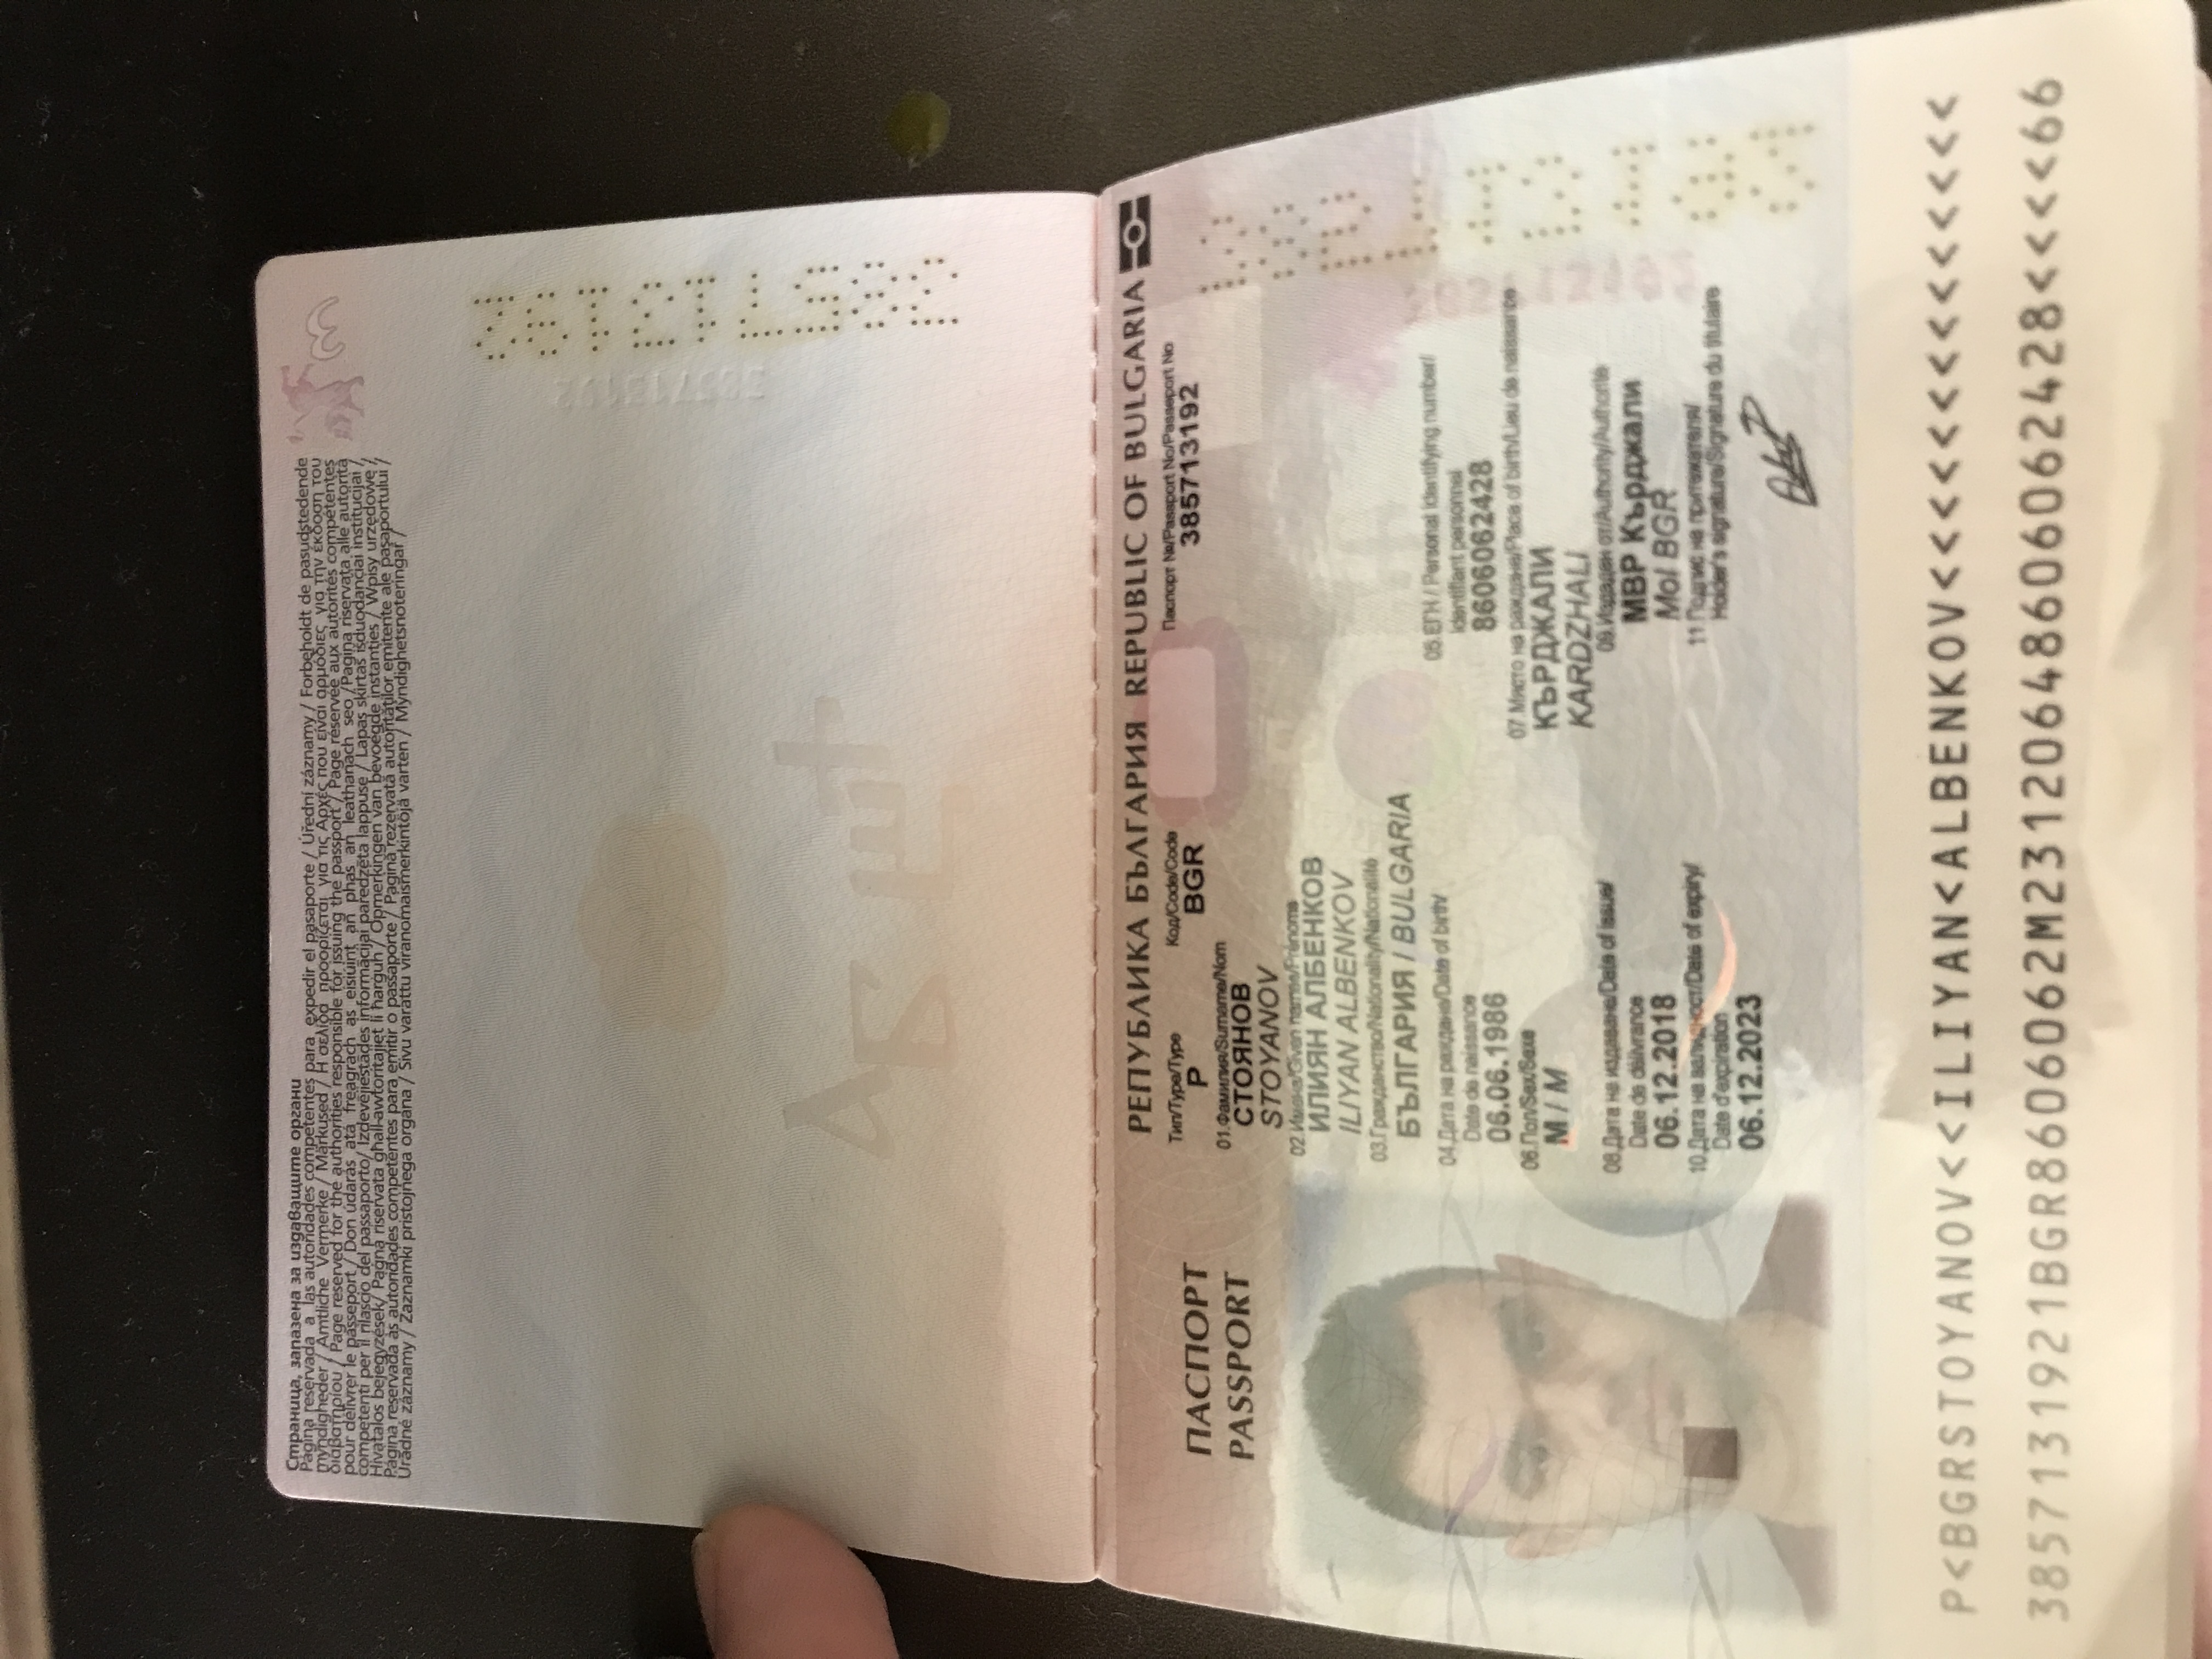 Страница, запазена за издаващите органи
Página reservada a las autoridades competentes para expedir el pasaporte / Úřední záznamy / Forbeholdt de pasudstedende
myndigheder / Amtliche Vermerke / Märkused / Η σελίδα προορίζεται για τις Αρχές που είναι αρμόδιες για την έκδοση του
διαβατηρίου / Page reserved for the authorities responsible for issuing the passport / Page réservée aux autorités compétentes
pour délivrer le passeport / Don údarás atá freagrach as eisiúint an phas an leathanach seo / Pagina riservata alle autorità
competenti per il rilascio del passaporto / Izdevējiestādes informācijai paredzēta lappuse / Lapas skirtas išduodančiai institucijai /
Hivatalos bejegyzések / Paġna riservata għall-awtoritajiet li ħarġuh / Opmerkingen van bevoegde instanties / Wpisy urzędowe /
Página reservada às autoridades competentes para emitir o passaporte / Pagină rezervată autorităţilor emitente ale paşaportului /
Úradné záznamy / Zaznamki pristojnega organa / Sivu varattu viranomaismerkintöjä varten / Myndighetsnoteringar /
385713192
РЕПУБЛИКА БЪЛГАРИЯ REPUBLIC OF BULGARIA
ПАСПОРТ
PASSPORT
Тип/Type/Type Код/Code/Code Паспорт №/Passport No/Passeport No
P BGR 385713192
01.Фамилия/Surname/Nom
СТОЯНОВ
STOYANOV
02.Имена/Given names/Prénoms
ИЛИЯН АЛБЕНКОВ
ILIYAN ALBENKOV
03.Гражданство/Nationality/Nationalité
БЪЛГАРИЯ / BULGARIA
04.Дата на раждане/Date of birth/
Date de naissance
06.06.1986
05.ЕГН / Personal identifying number/
Identifiant personnel
8606062428
06.Пол/Sex/Sexe
М / M
07.Място на раждане/Place of birth/Lieu de naissance
КЪРДЖАЛИ
KARDZHALI
08.Дата на издаване/Date of issue/
Date de délivrance
06.12.2018
09.Издаден от/Authority/Authorité
МВР Кърджали
MoI BGR
10.Дата на валидност/Date of expiry/
Date d'expiration
06.12.2023
11.Подпис на притежателя/
Holder's signature/Signature du titulaire
P<BGRSTOYANOV<<ILIYAN<ALBENKOV<<<<<<<<<<<<<<
3857131921BGR8606062M23120648606062428<<<<66